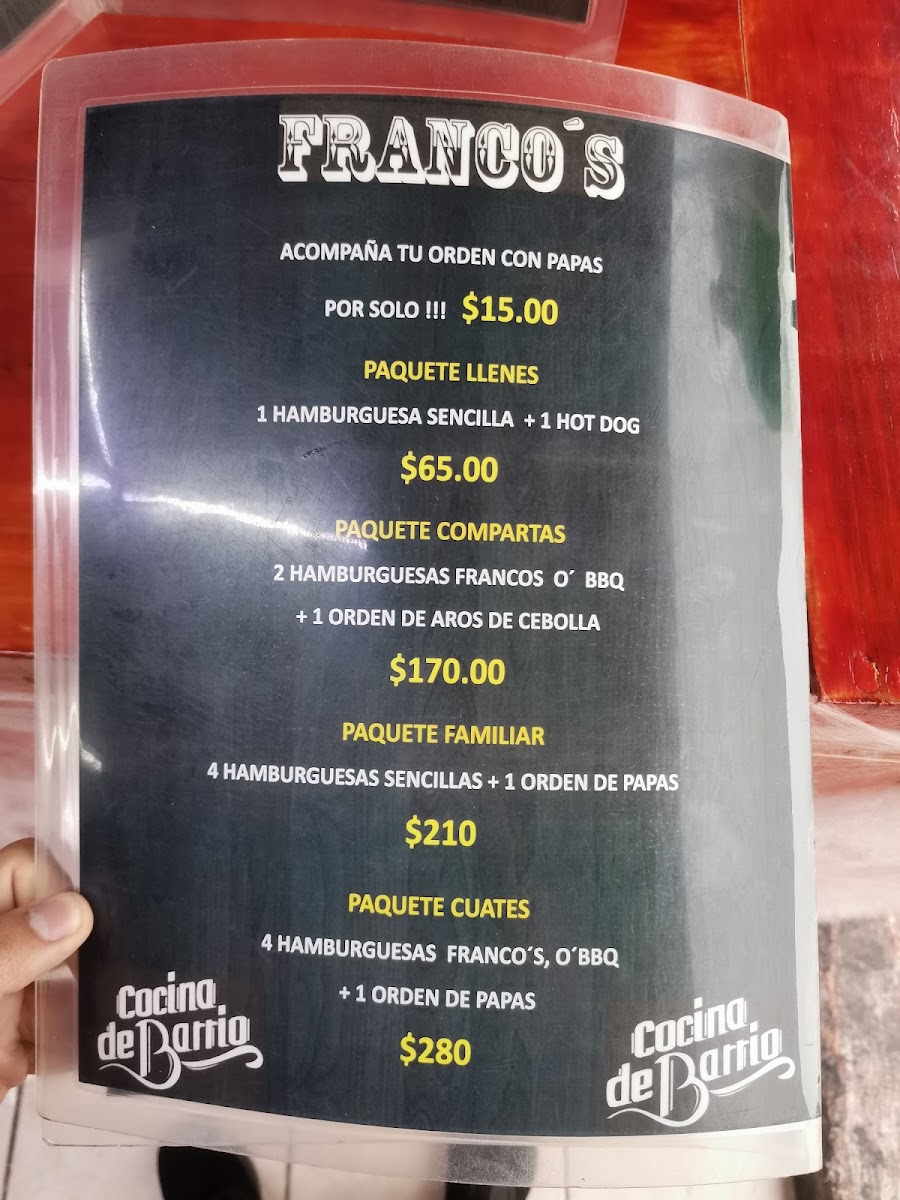 FRANCO´S
ACOMPAÑA TU ORDEN CON PAPAS
POR SOLO !!! $15.00
PAQUETE LLENES
1 HAMBURGUESA SENCILLA + 1 HOT DOG
$65.00
PAQUETE COMPARTAS
2 HAMBURGUESAS FRANCOS O´ BBQ
+ 1 ORDEN DE AROS DE CEBOLLA
$170.00
PAQUETE FAMILIAR
4 HAMBURGUESAS SENCILLAS + 1 ORDEN DE PAPAS
$210
PAQUETE CUATES
4 HAMBURGUESAS FRANCO´S, O´BBQ
+ 1 ORDEN DE PAPAS
$280
Cocina
de Barrio
Cocina
de Barrio